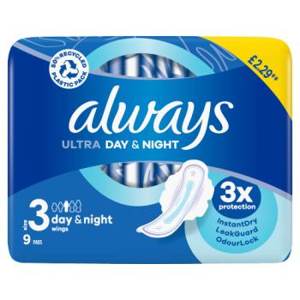 50% RECYCLED
PLASTIC PACK
£2.29**
always
ULTRA DAY & NIGHT
size 3 day & night
wings
9 PADS
3x
protection
InstantDry
LeakGuard
OdourLock